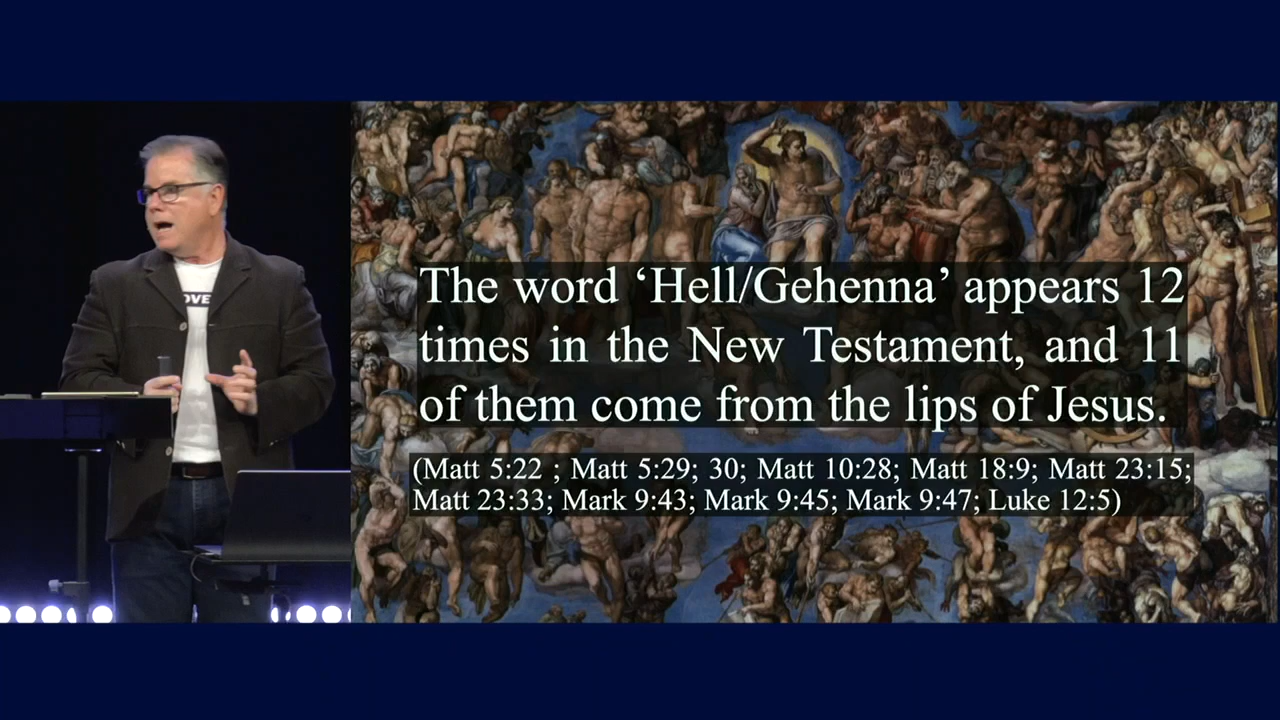 OVE
The word ‘Hell/Gehenna’ appears 12
times in the New Testament, and 11
of them come from the lips of Jesus.
(Matt 5:22 ; Matt 5:29; 30; Matt 10:28; Matt 18:9; Matt 23:15;
Matt 23:33; Mark 9:43; Mark 9:45; Mark 9:47; Luke 12:5)